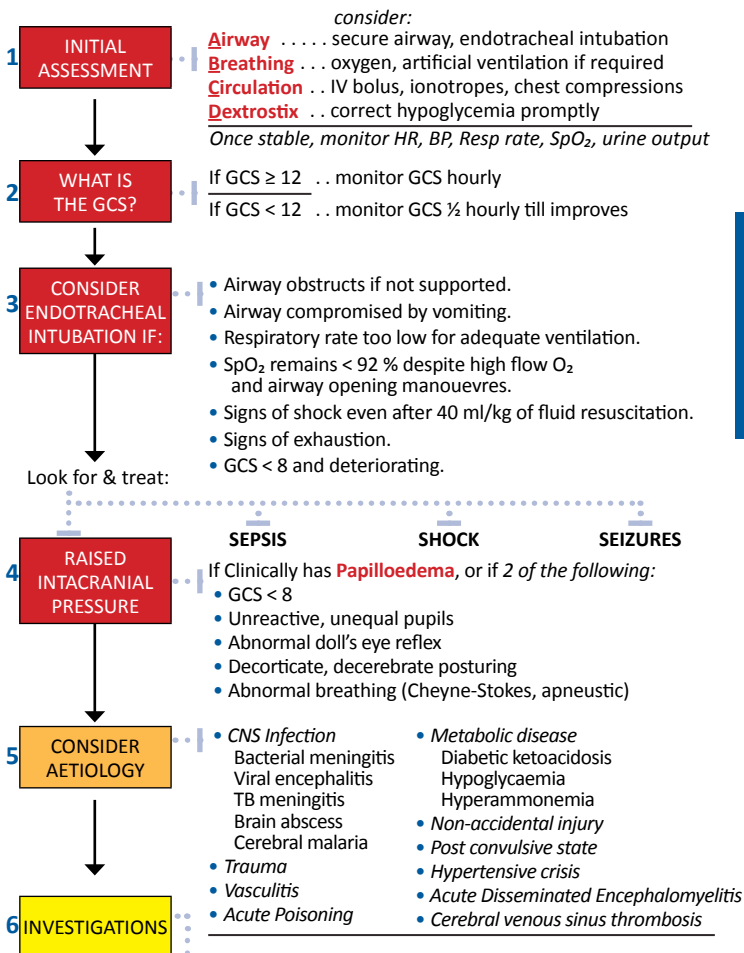 consider:
1
INITIAL
ASSESSMENT
Airway . . . . . secure airway, endotracheal intubation
Breathing . . . oxygen, artificial ventilation if required
Circulation . . IV bolus, ionotropes, chest compressions
Dextrostix . . correct hypoglycemia promptly
Once stable, monitor HR, BP, Resp rate, SpO₂, urine output
2
WHAT IS
THE GCS?
If GCS ≥ 12 . . monitor GCS hourly
If GCS < 12 . . monitor GCS ½ hourly till improves
3
CONSIDER
ENDOTRACHEAL
INTUBATION IF:
• Airway obstructs if not supported.
• Airway compromised by vomiting.
• Respiratory rate too low for adequate ventilation.
• SpO₂ remains < 92 % despite high flow O₂
and airway opening manouevres.
• Signs of shock even after 40 ml/kg of fluid resuscitation.
• Signs of exhaustion.
• GCS < 8 and deteriorating.
Look for & treat:
SEPSIS SHOCK SEIZURES
4
RAISED
INTACRANIAL
PRESSURE
If Clinically has Papilloedema, or if 2 of the following:
• GCS < 8
• Unreactive, unequal pupils
• Abnormal doll's eye reflex
• Decorticate, decerebrate posturing
• Abnormal breathing (Cheyne-Stokes, apneustic)
5
CONSIDER
AETIOLOGY
• CNS Infection
Bacterial meningitis
Viral encephalitis
TB meningitis
Brain abscess
Cerebral malaria
• Trauma
• Vasculitis
• Acute Poisoning
• Metabolic disease
Diabetic ketoacidosis
Hypoglycaemia
Hyperammonemia
• Non-accidental injury
• Post convulsive state
• Hypertensive crisis
• Acute Disseminated Encephalomyelitis
• Cerebral venous sinus thrombosis
6
INVESTIGATIONS